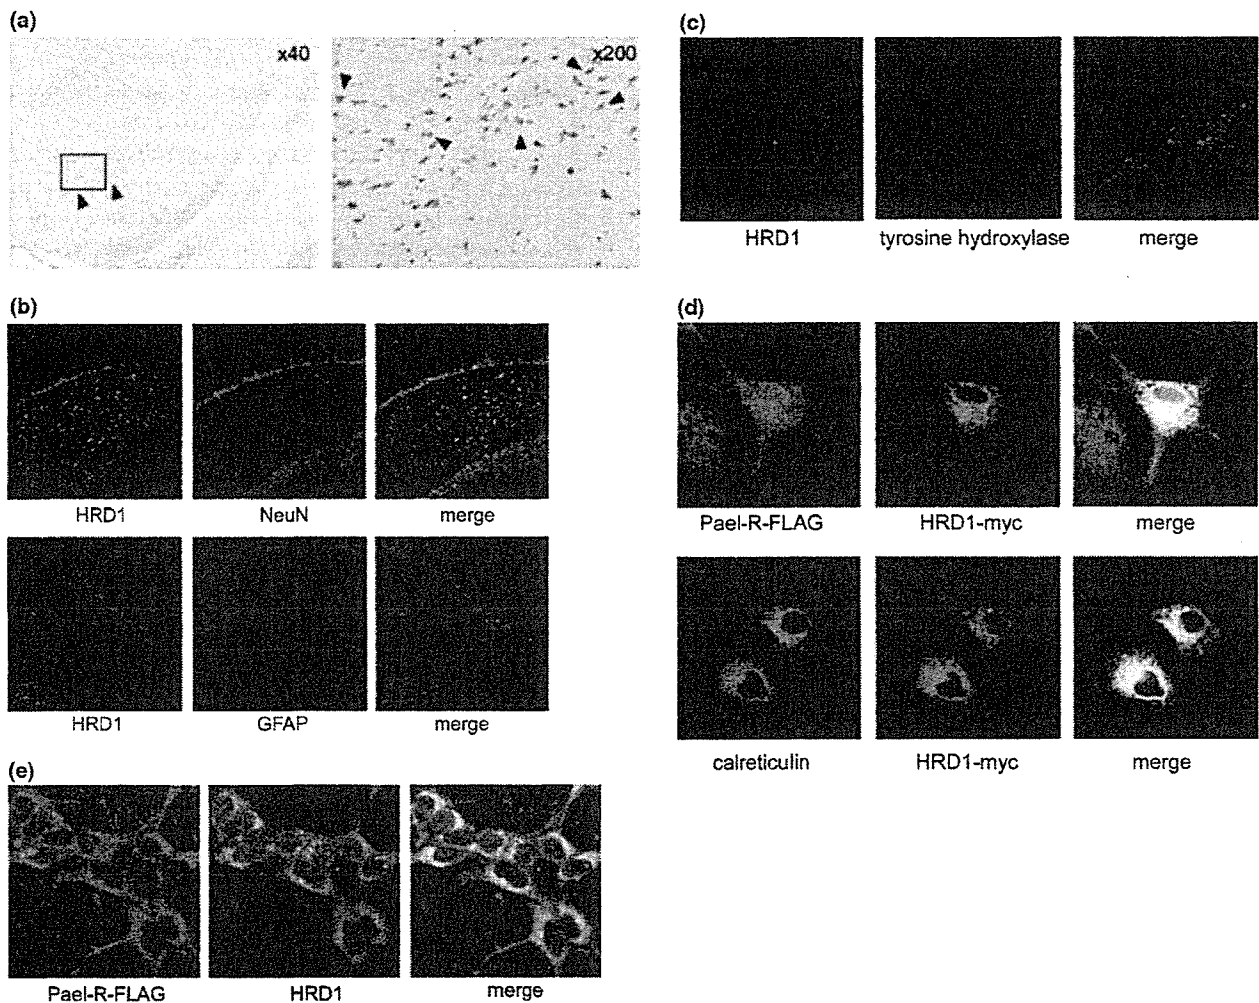 (a)
x40
x200
(b)
HRD1
NeuN
merge
HRD1
GFAP
merge
(c)
HRD1
tyrosine hydroxylase
merge
(d)
Pael-R-FLAG
HRD1-myc
merge
calreticulin
HRD1-myc
merge
(e)
Pael-R-FLAG
HRD1
merge